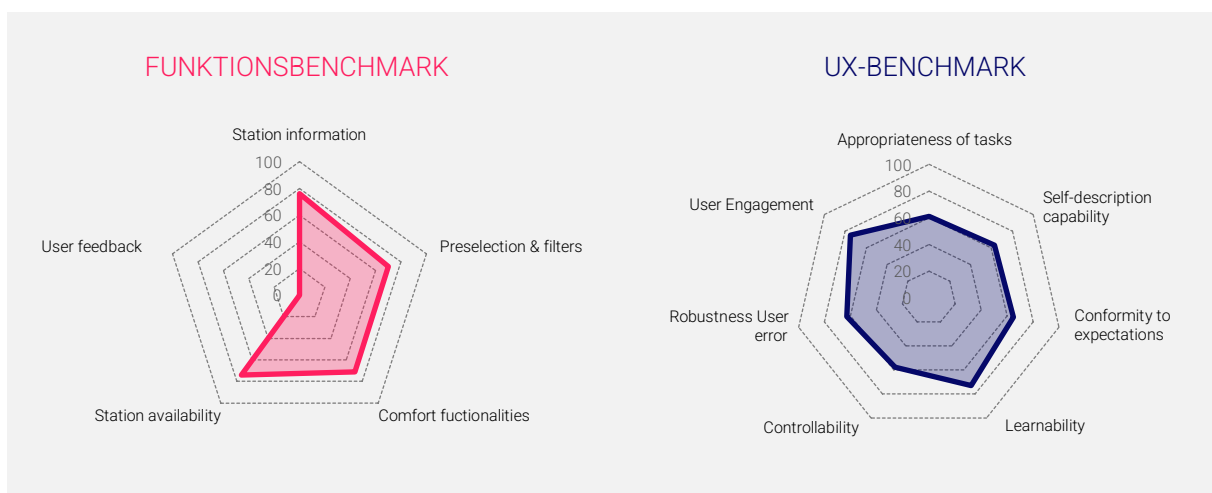 FUNKTIONSBENCHMARK
Station information
100
80
60
40
20
0
User feedback
Preselection & filters
Station availability
Comfort fuctionalities
UX-BENCHMARK
Appropriateness of tasks
100
80
60
40
20
0
User Engagement
Self-description
capability
Robustness User
error
Conformity to
expectations
Controllability
Learnability